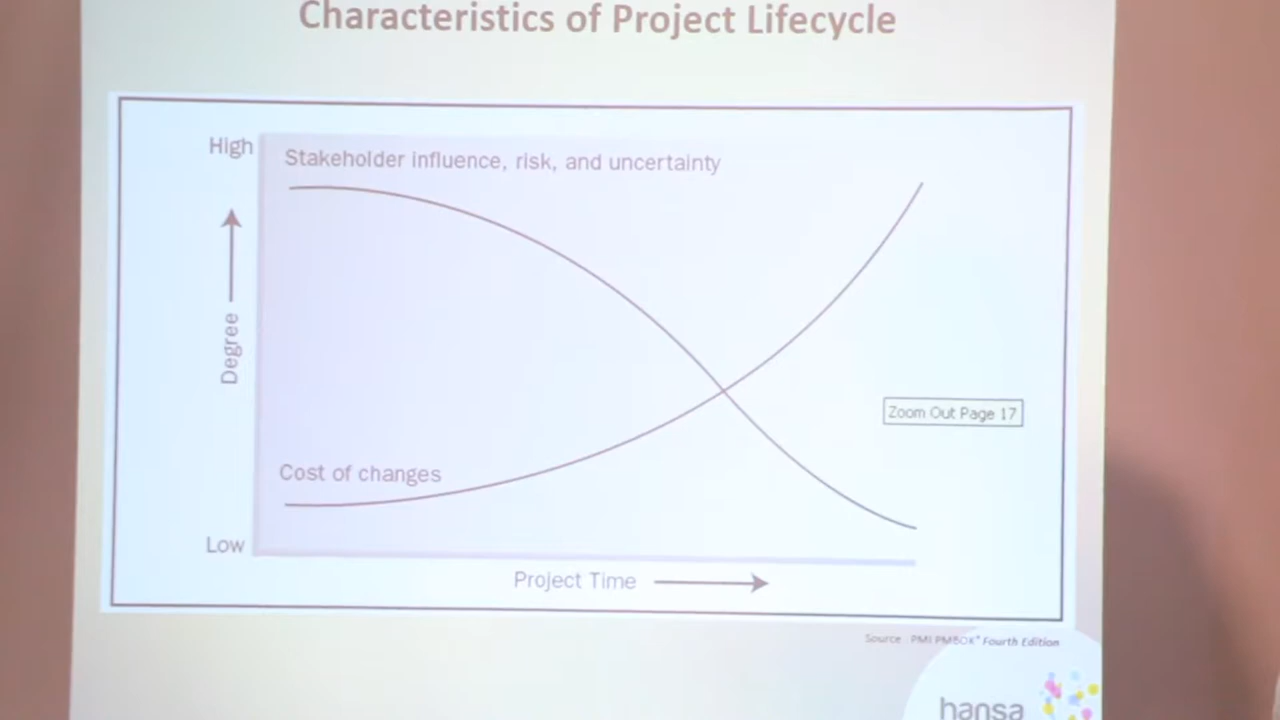 Characteristics of Project Lifecycle
High
Stakeholder influence, risk, and uncertainty
Degree
Zoom Out Page 17
Cost of changes
Low
Project Time
Source : PMI PMBOK® Fourth Edition
hansa